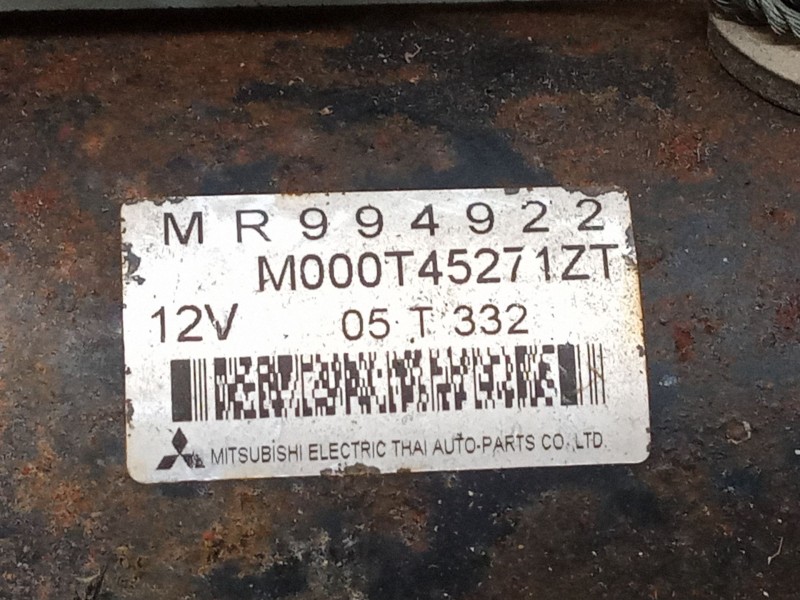 MR994922
M000T45271ZT
12V 05 T 332
MITSUBISHI ELECTRIC THAI AUTO-PARTS CO., LTD.